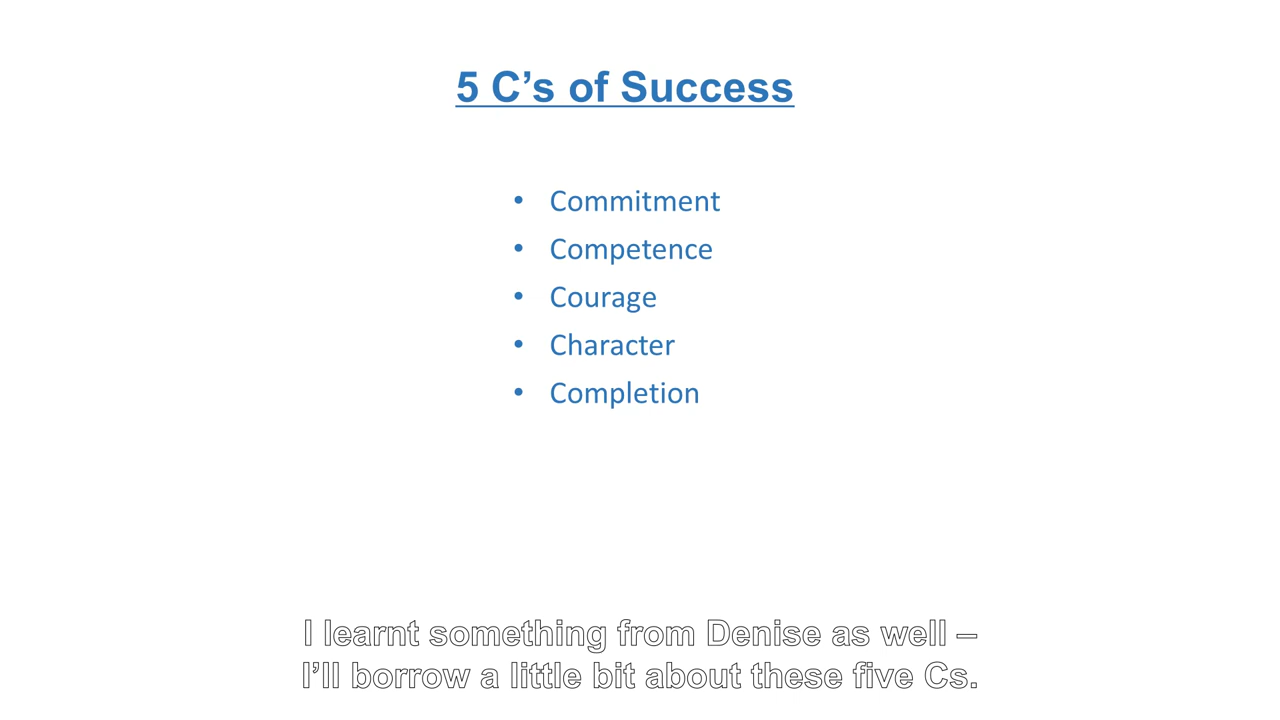 5 C’s of Success
• Commitment
• Competence
• Courage
• Character
• Completion
I learnt something from Denise as well –
I’ll borrow a little bit about these five Cs.